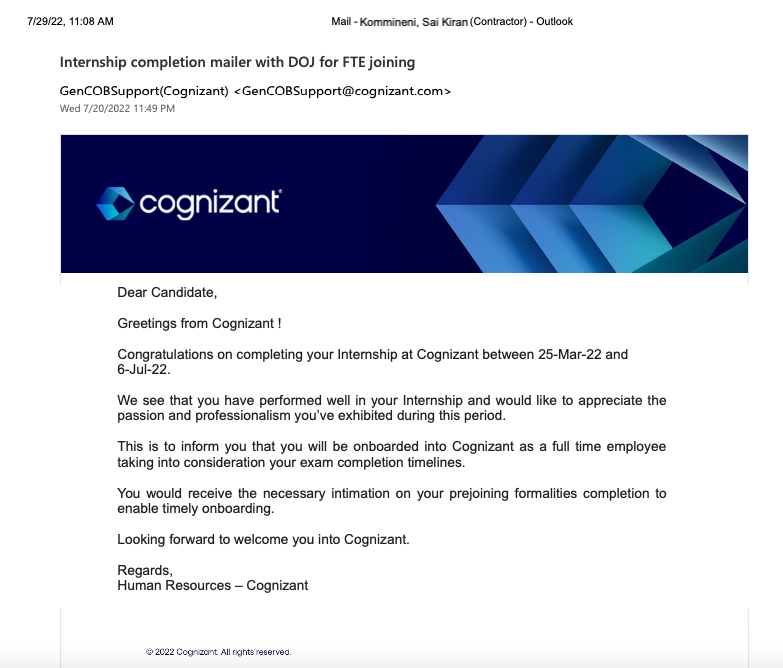 7/29/22, 11:08 AM Mail - Kommineni, Sai Kiran (Contractor) - Outlook
Internship completion mailer with DOJ for FTE joining
GenCOBSupport(Cognizant) <GenCOBSupport@cognizant.com>
Wed 7/20/2022 11:49 PM
cognizant®
Dear Candidate,
Greetings from Cognizant !
Congratulations on completing your Internship at Cognizant between 25-Mar-22 and
6-Jul-22.
We see that you have performed well in your Internship and would like to appreciate the
passion and professionalism you've exhibited during this period.
This is to inform you that you will be onboarded into Cognizant as a full time employee
taking into consideration your exam completion timelines.
You would receive the necessary intimation on your prejoining formalities completion to
enable timely onboarding.
Looking forward to welcome you into Cognizant.
Regards,
Human Resources – Cognizant
© 2022 Cognizant. All rights reserved.